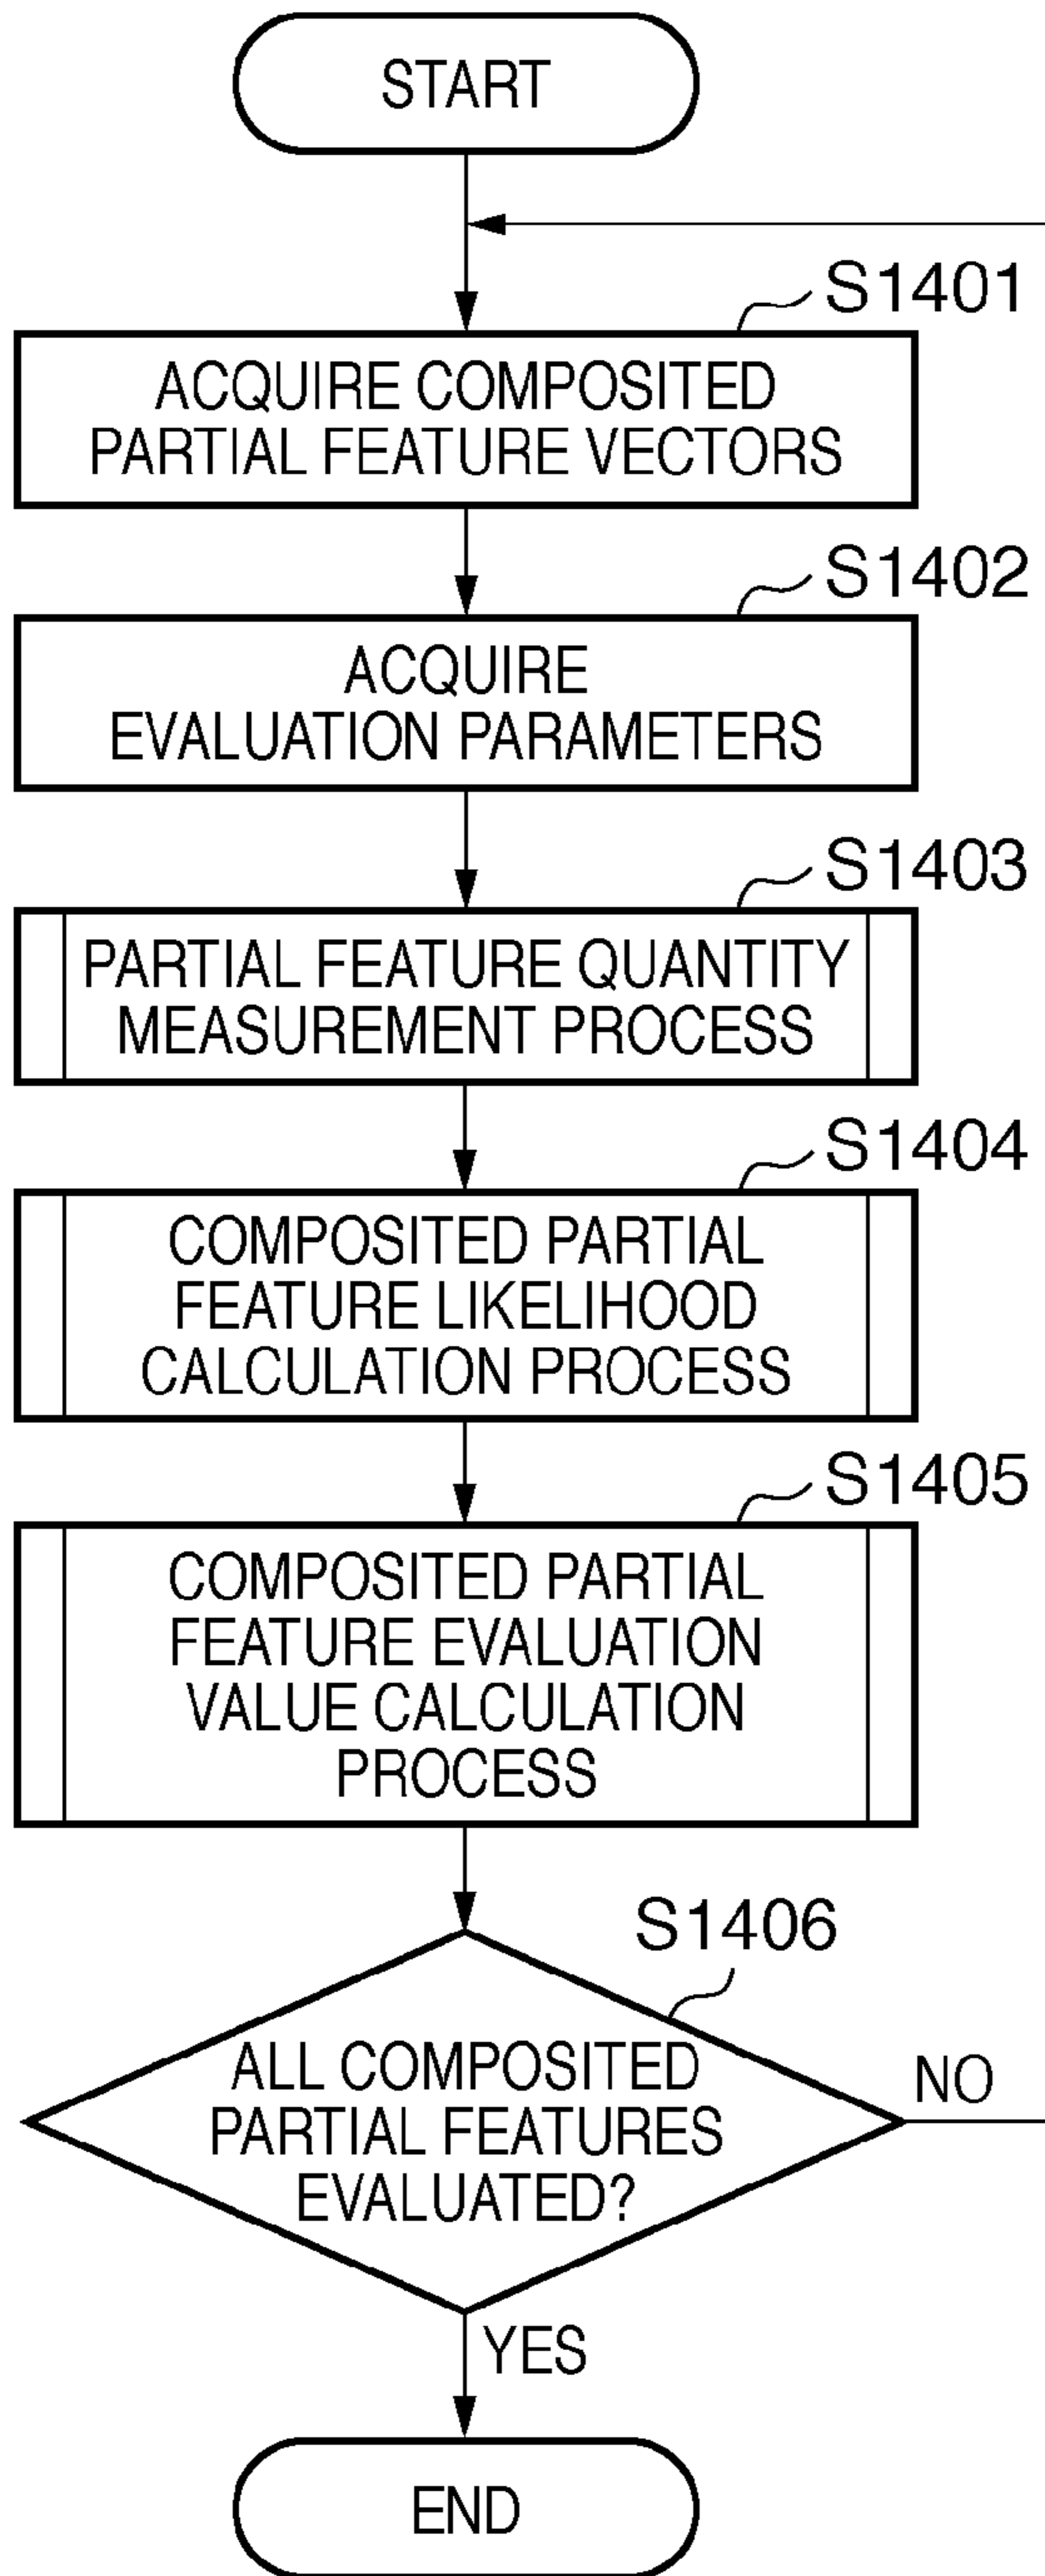 START
S1401
ACQUIRE COMPOSITED
PARTIAL FEATURE VECTORS
S1402
ACQUIRE
EVALUATION PARAMETERS
S1403
PARTIAL FEATURE QUANTITY
MEASUREMENT PROCESS
S1404
COMPOSITED PARTIAL
FEATURE LIKELIHOOD
CALCULATION PROCESS
S1405
COMPOSITED PARTIAL
FEATURE EVALUATION
VALUE CALCULATION
PROCESS
S1406
ALL COMPOSITED
PARTIAL FEATURES
EVALUATED?
NO
YES
END